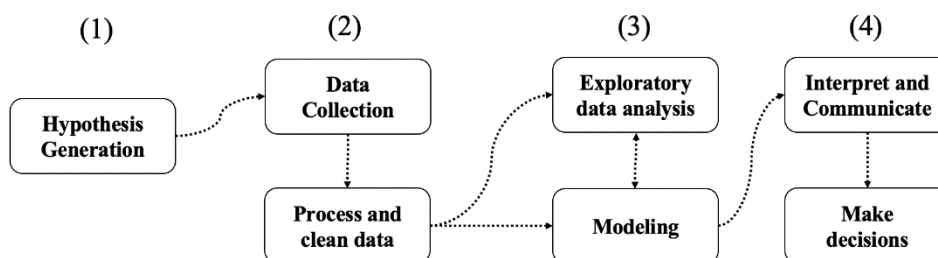 (1)
(2)
(3)
(4)
Hypothesis
Generation
Data
Collection
Process and
clean data
Exploratory
data analysis
Modeling
Interpret and
Communicate
Make
decisions